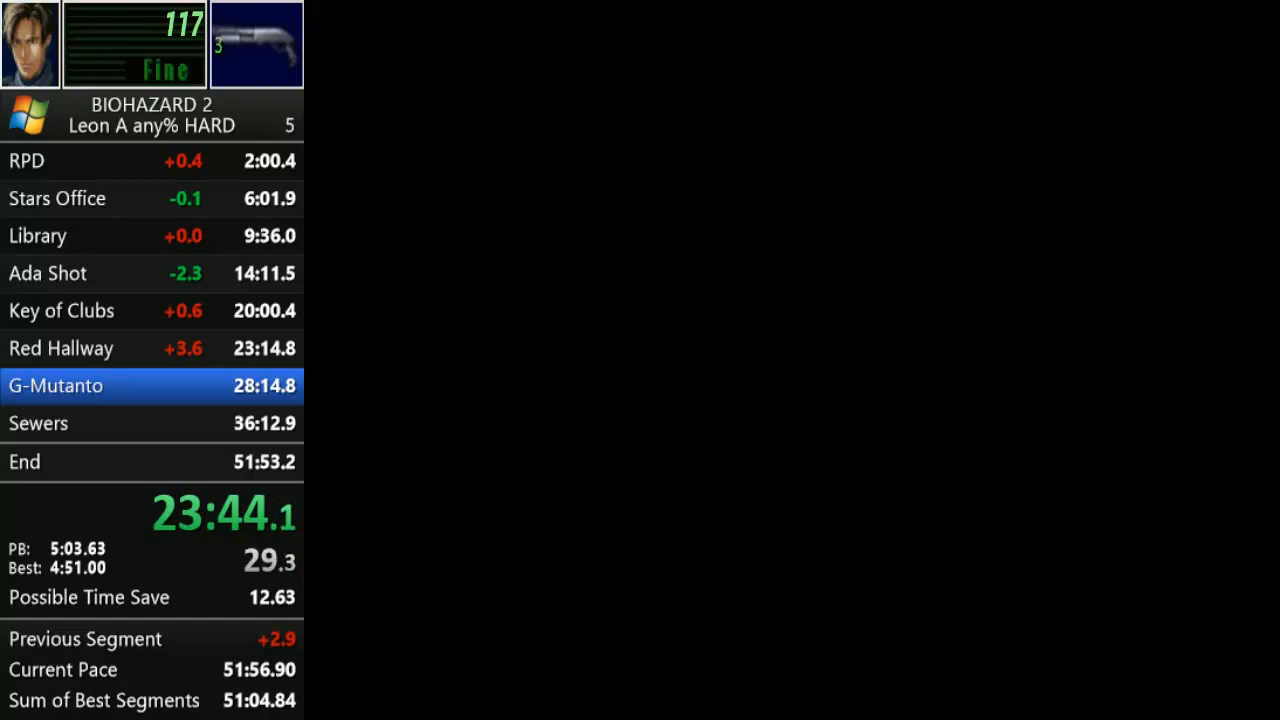 117
3
Fine
BIOHAZARD 2
Leon A any% HARD 5
RPD +0.4 2:00.4
Stars Office -0.1 6:01.9
Library +0.0 9:36.0
Ada Shot -2.3 14:11.5
Key of Clubs +0.6 20:00.4
Red Hallway +3.6 23:14.8
G-Mutanto 28:14.8
Sewers 36:12.9
End 51:53.2
23:44.1
PB: 5:03.63
Best: 4:51.00
29.3
Possible Time Save 12.63
Previous Segment +2.9
Current Pace 51:56.90
Sum of Best Segments 51:04.84